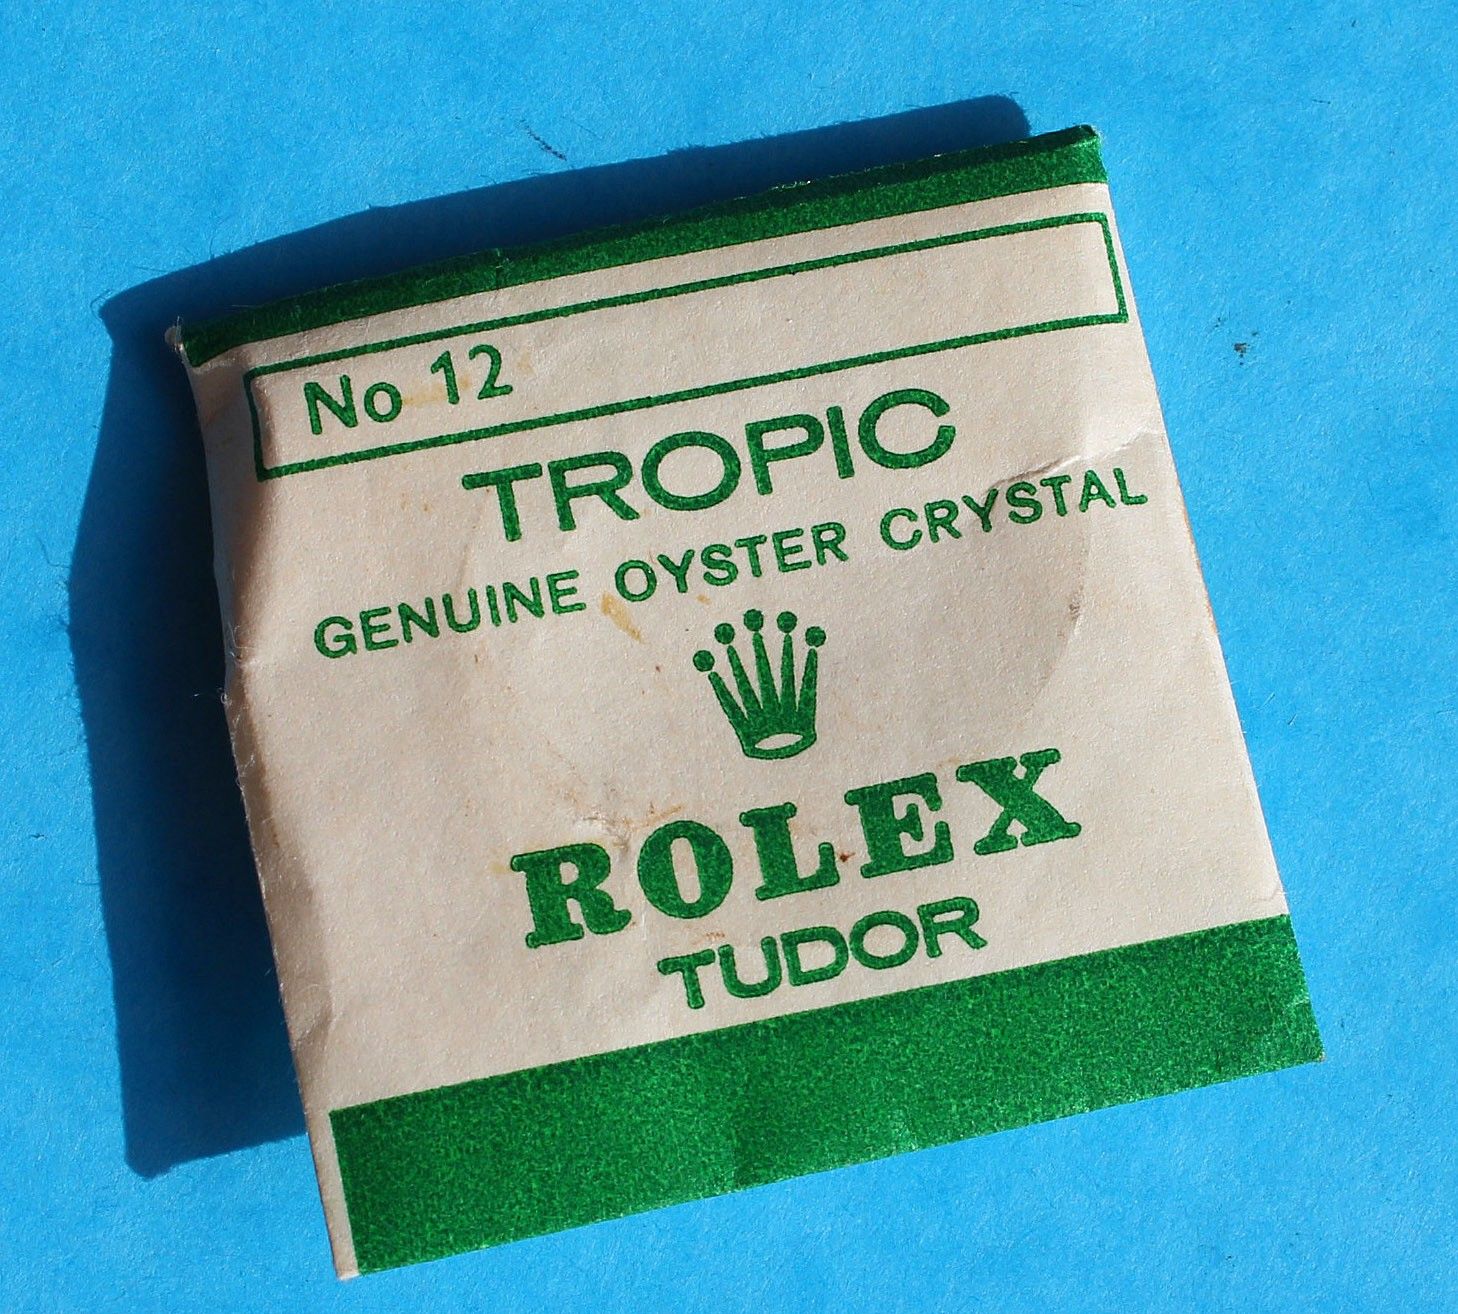 No 12
TROPIC
GENUINE OYSTER CRYSTAL
ROLEX
TUDOR